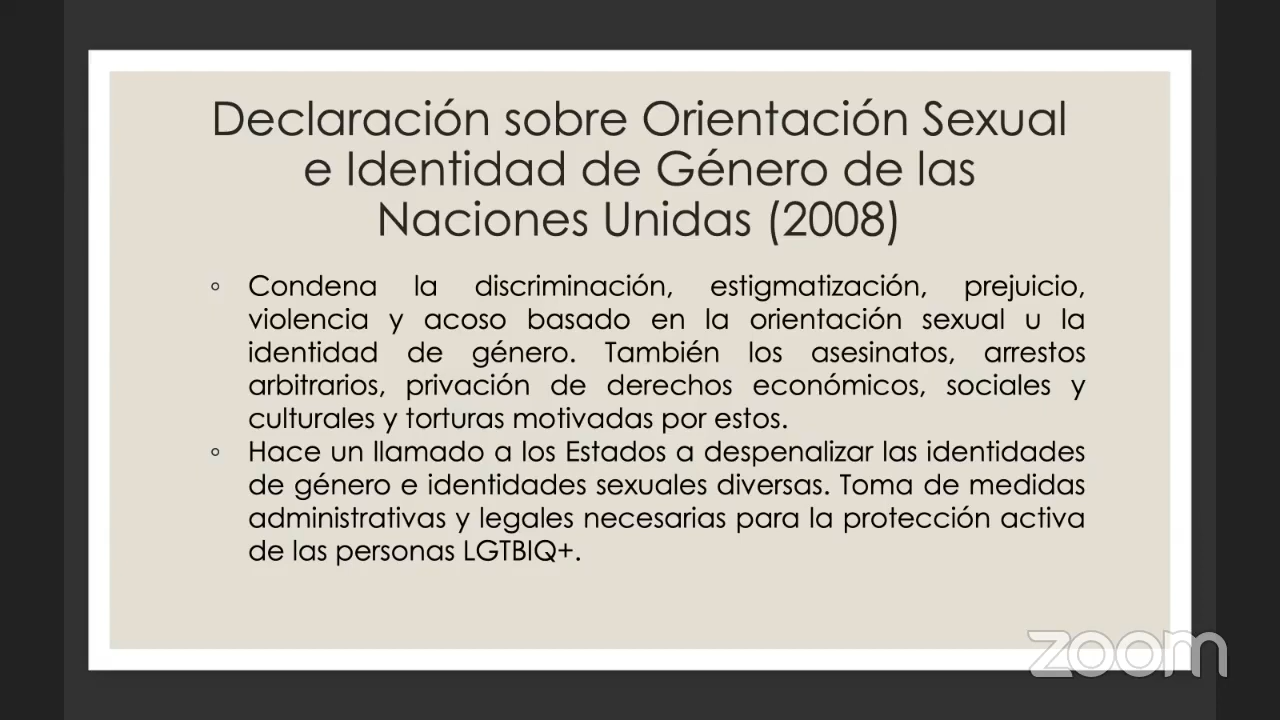 Declaración sobre Orientación Sexual
e Identidad de Género de las
Naciones Unidas (2008)
◦ Condena la discriminación, estigmatización, prejuicio,
violencia y acoso basado en la orientación sexual u la
identidad de género. También los asesinatos, arrestos
arbitrarios, privación de derechos económicos, sociales y
culturales y torturas motivadas por estos.
◦ Hace un llamado a los Estados a despenalizar las identidades
de género e identidades sexuales diversas. Toma de medidas
administrativas y legales necesarias para la protección activa
de las personas LGTBIQ+.
zoom